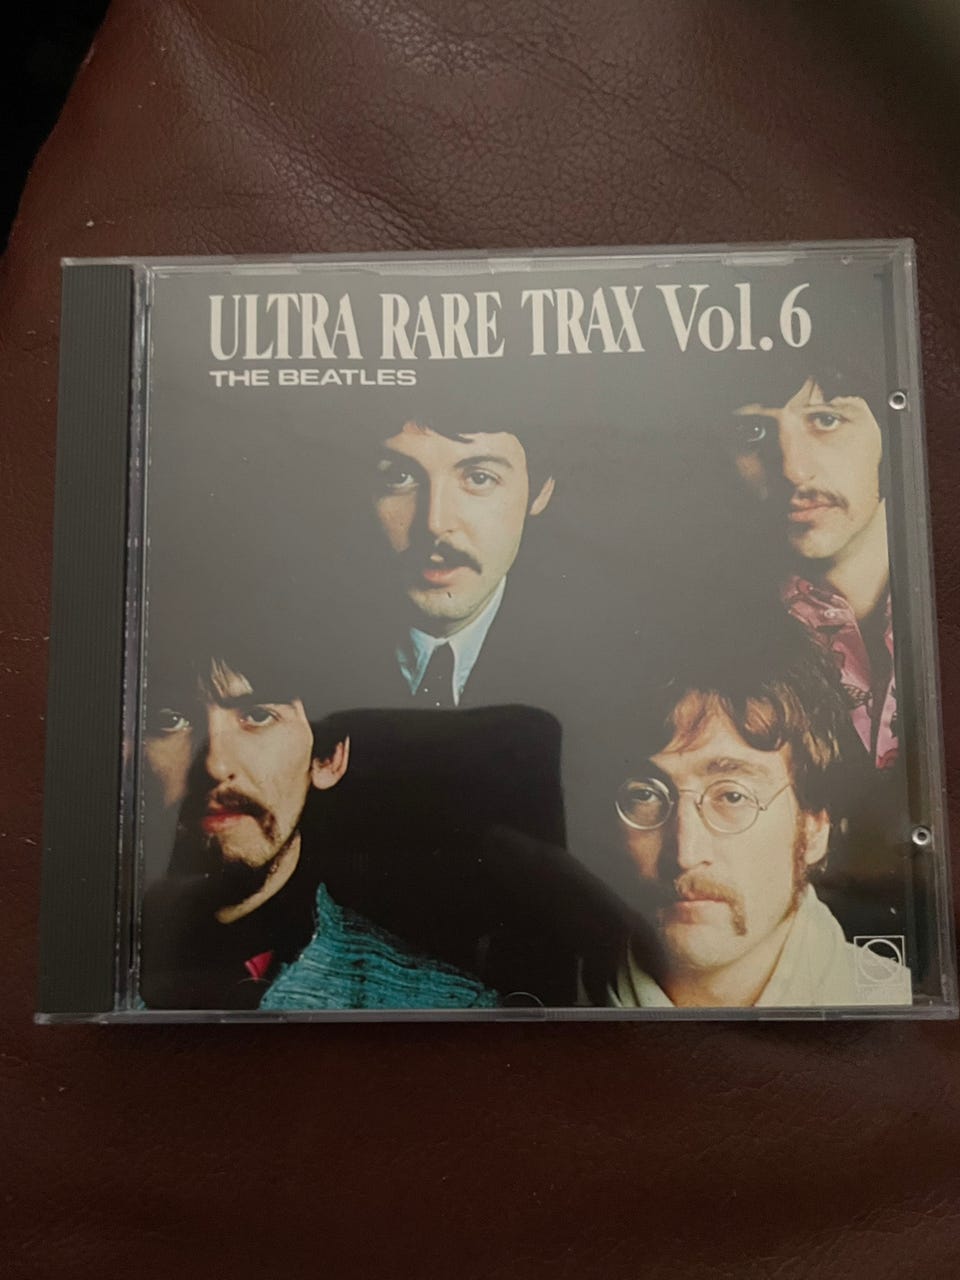 ULTRA RARE TRAX Vol.6
THE BEATLES